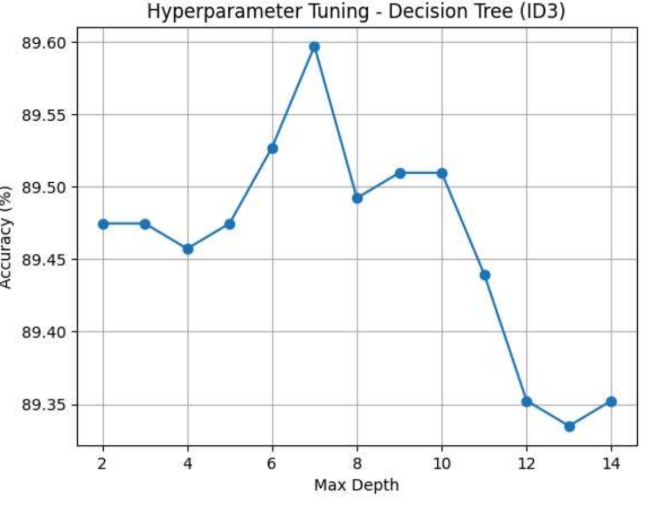 Hyperparameter Tuning - Decision Tree (ID3)
89.60
89.55
89.50
89.45
89.40
89.35
Accuracy (%)
2 4 6 8 10 12 14
Max Depth